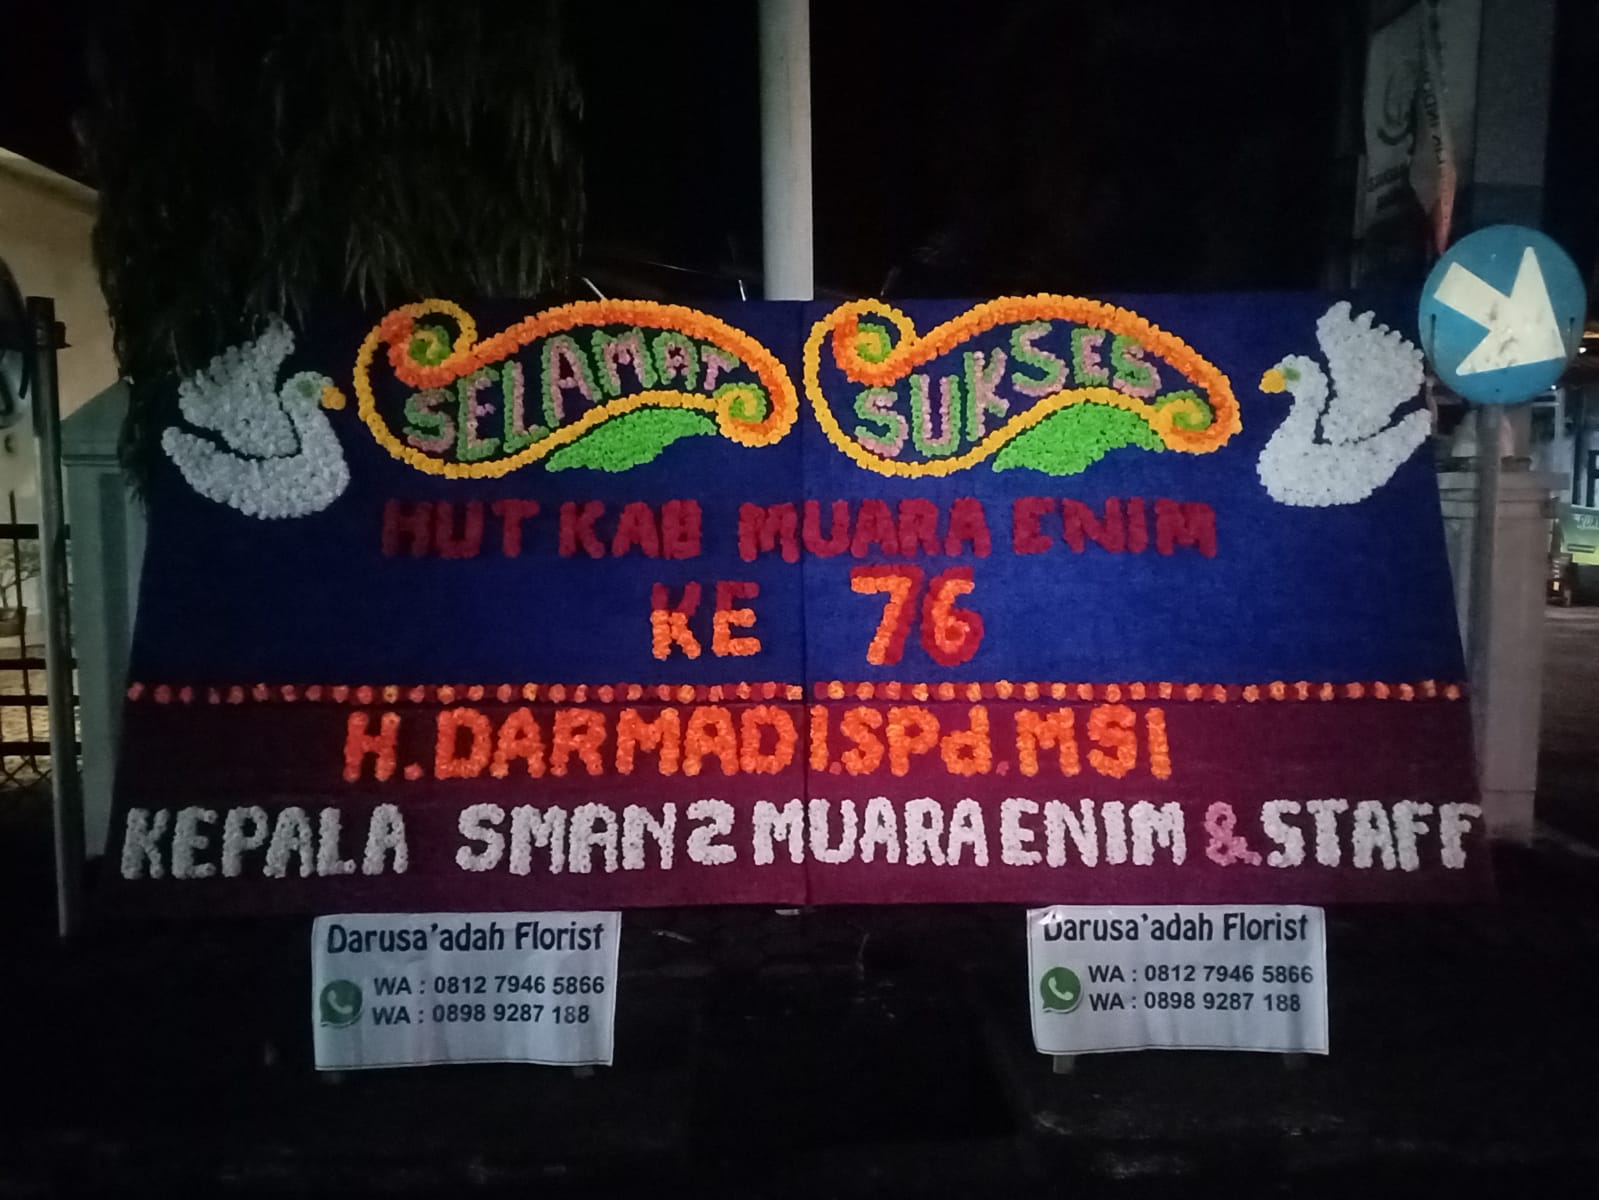 SELAMAT SUKSES
HUT KAB MUARA ENIM
KE 76
H. DARMADI.SPd.MSI
KEPALA SMAN 2 MUARA ENIM & STAFF
Darusa'adah Florist
WA : 0812 7946 5866
WA : 0898 9287 188
Darusa'adah Florist
WA : 0812 7946 5866
WA : 0898 9287 188